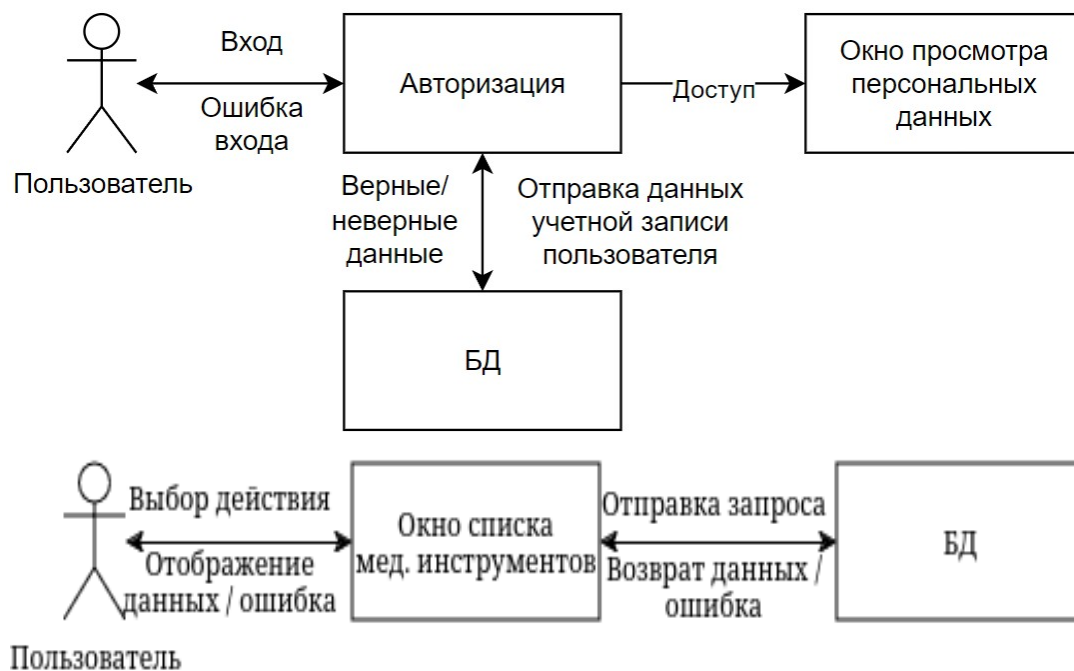 Вход
Ошибка
входа
Пользователь
Авторизация
Доступ
Окно просмотра
персональных
данных
Верные/
неверные
данные
Отправка данных
учетной записи
пользователя
БД
Выбор действия
Отображение
данных / ошибка
Пользователь
Окно списка
мед. инструментов
Отправка запроса
Возврат данных /
ошибка
БД